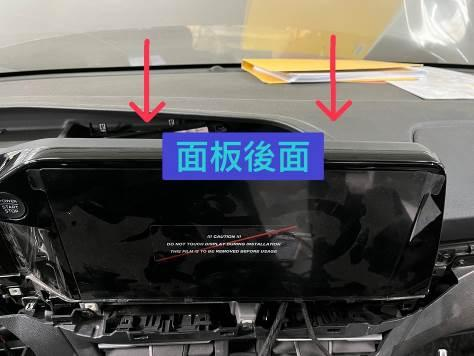 面板後面
POWER
START
STOP
!!! CAUTION !!!
DO NOT TOUCH DISPLAY DURING INSTALLATION
THIS FILM IS TO BE REMOVED BEFORE USAGE